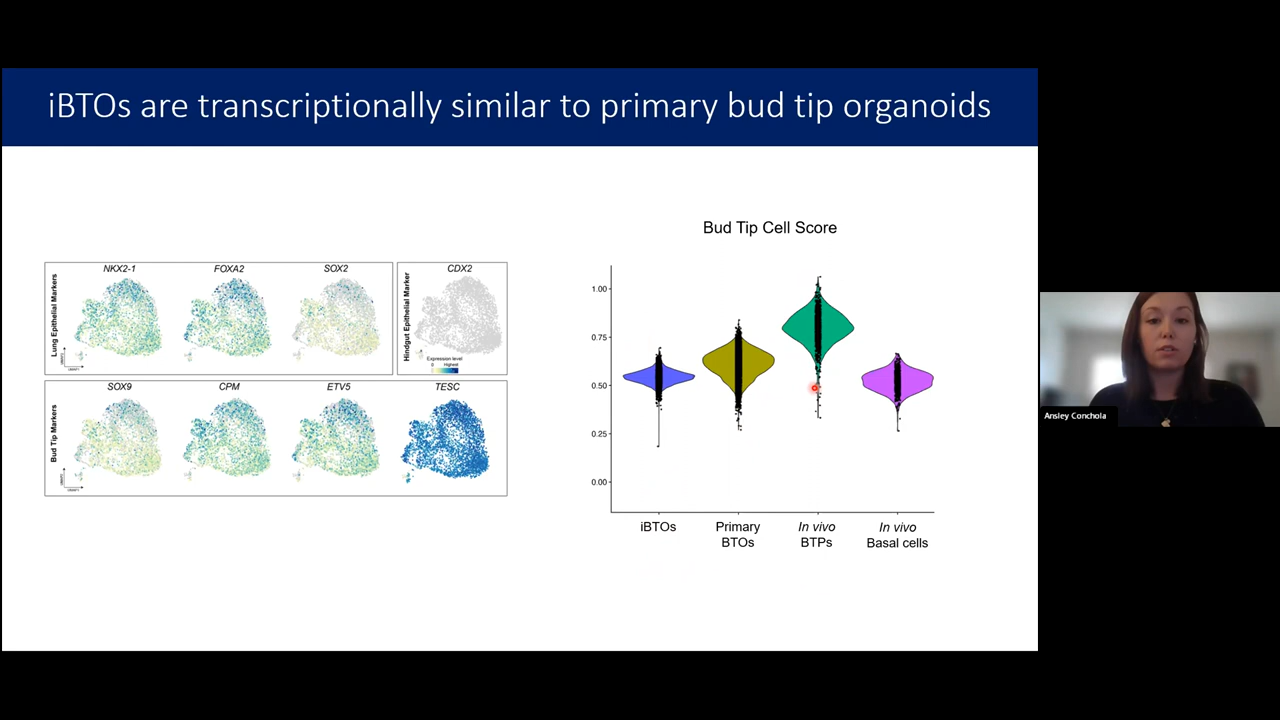 iBTOs are transcriptionally similar to primary bud tip organoids
Lung Epithelial Markers
NKX2-1
FOXA2
SOX2
Hindgut Epithelial Marker
CDX2
Expression level
0 Highest
Bud Tip Markers
SOX9
CPM
ETV5
TESC
Bud Tip Cell Score
1.00
0.75
0.50
0.25
0.00
iBTOs
Primary
BTOs
In vivo
BTPs
In vivo
Basal cells
Ansley Conchola